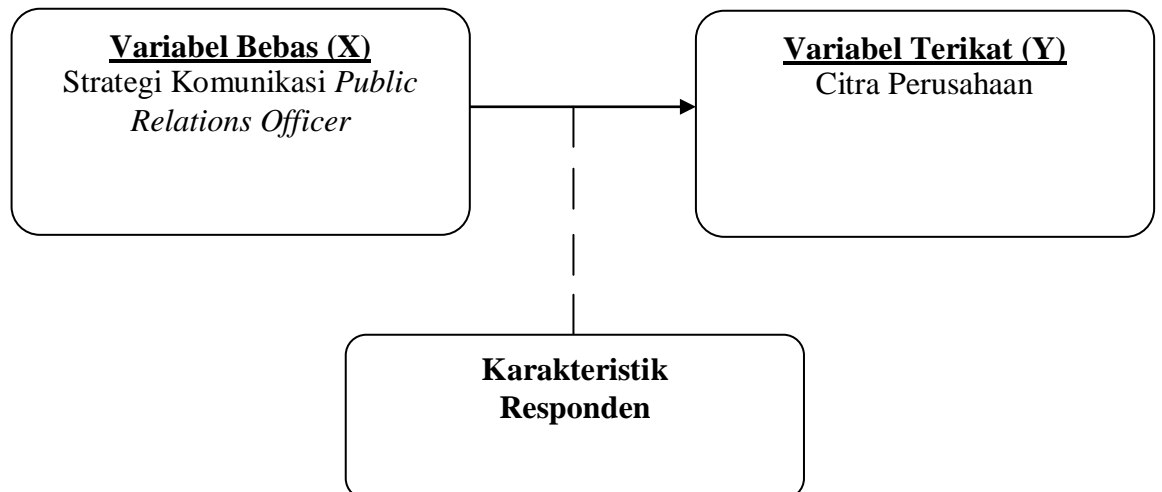 Variabel Bebas (X)
Strategi Komunikasi Public
Relations Officer
Variabel Terikat (Y)
Citra Perusahaan
Karakteristik
Responden